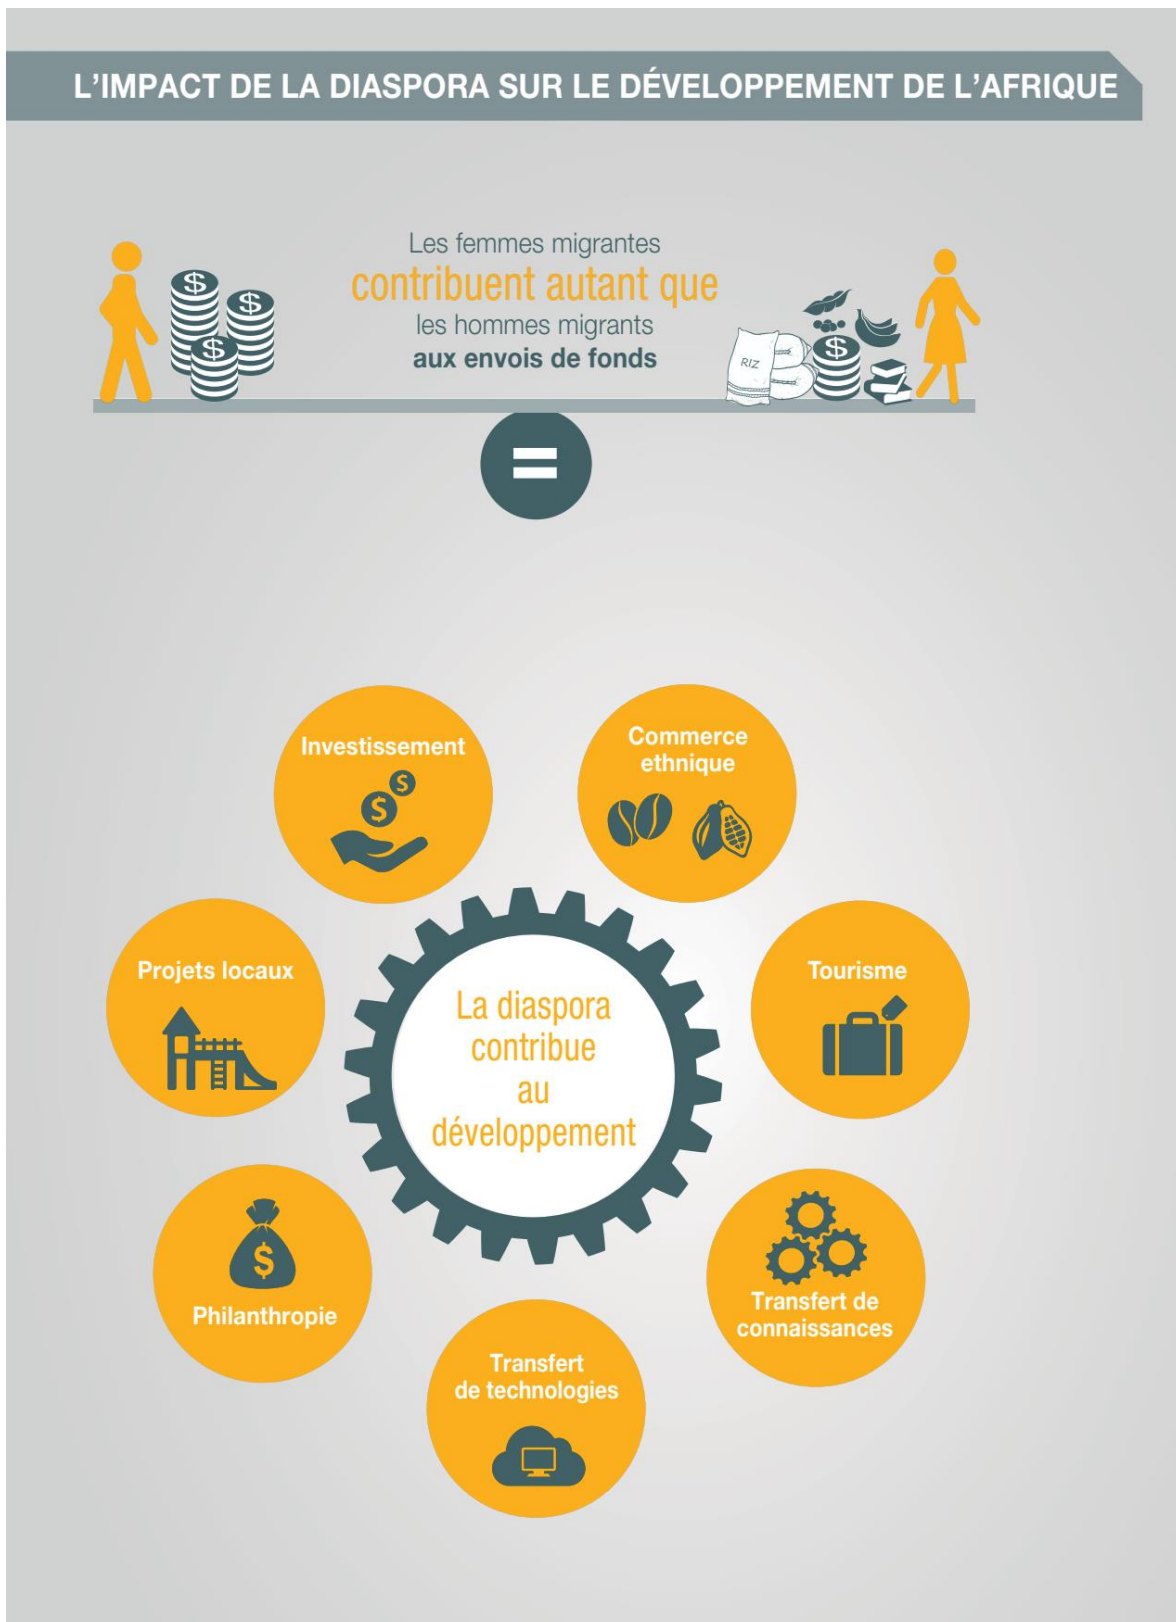 L’IMPACT DE LA DIASPORA SUR LE DÉVELOPPEMENT DE L’AFRIQUE
Les femmes migrantes
contribuent autant que
les hommes migrants
aux envois de fonds
$
$
$
RIZ
$
=
Investissement
$
$
Commerce
ethnique
Projets locaux
Tourisme
La diaspora
contribue
au
développement
$
Philanthropie
Transfert de
connaissances
Transfert
de technologies